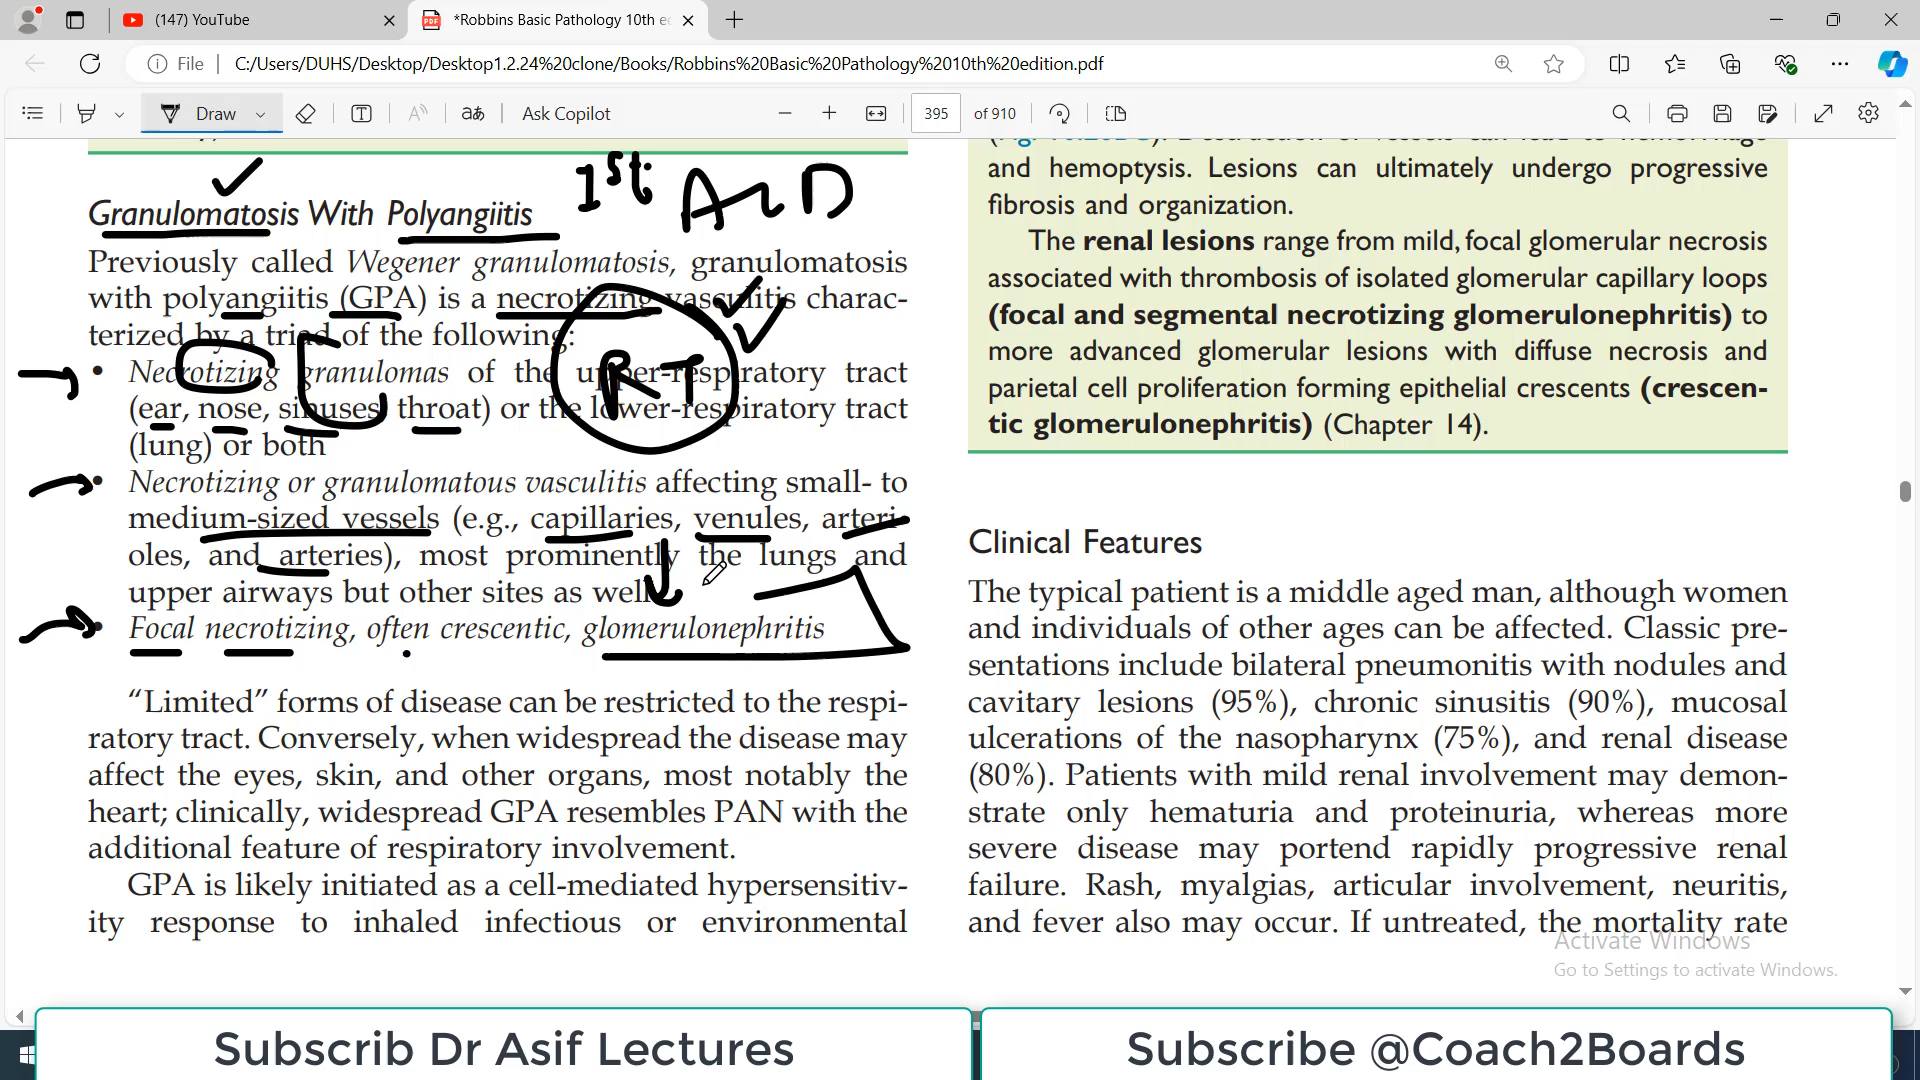 (147) YouTube
*Robbins Basic Pathology 10th e
File
C:/Users/DUHS/Desktop/Desktop1.2.24%20clone/Books/Robbins%20Basic%20Pathology%2010th%20edition.pdf
Draw
Ask Copilot
395 of 910
1st A D
Granulomatosis With Polyangiitis
Previously called Wegener granulomatosis, granulomatosis
with polyangiitis (GPA) is a necrotizing vasculitis charac-
terized by a triad of the following:
RT
• Necrotizing granulomas of the upper-respiratory tract
(ear, nose, sinuses, throat) or the lower-respiratory tract
(lung) or both
• Necrotizing or granulomatous vasculitis affecting small- to
medium-sized vessels (e.g., capillaries, venules, arteri-
oles, and arteries), most prominently the lungs and
upper airways but other sites as well
• Focal necrotizing, often crescentic, glomerulonephritis
“Limited” forms of disease can be restricted to the respi-
ratory tract. Conversely, when widespread the disease may
affect the eyes, skin, and other organs, most notably the
heart; clinically, widespread GPA resembles PAN with the
additional feature of respiratory involvement.
GPA is likely initiated as a cell-mediated hypersensitiv-
ity response to inhaled infectious or environmental
and hemoptysis. Lesions can ultimately undergo progressive
fibrosis and organization.
The renal lesions range from mild, focal glomerular necrosis
associated with thrombosis of isolated glomerular capillary loops
(focal and segmental necrotizing glomerulonephritis) to
more advanced glomerular lesions with diffuse necrosis and
parietal cell proliferation forming epithelial crescents (crescen-
tic glomerulonephritis) (Chapter 14).
Clinical Features
The typical patient is a middle aged man, although women
and individuals of other ages can be affected. Classic pre-
sentations include bilateral pneumonitis with nodules and
cavitary lesions (95%), chronic sinusitis (90%), mucosal
ulcerations of the nasopharynx (75%), and renal disease
(80%). Patients with mild renal involvement may demon-
strate only hematuria and proteinuria, whereas more
severe disease may portend rapidly progressive renal
failure. Rash, myalgias, articular involvement, neuritis,
and fever also may occur. If untreated, the mortality rate
Activate Windows
Go to Settings to activate Windows.
Subscrib Dr Asif Lectures
Subscribe @Coach2Boards